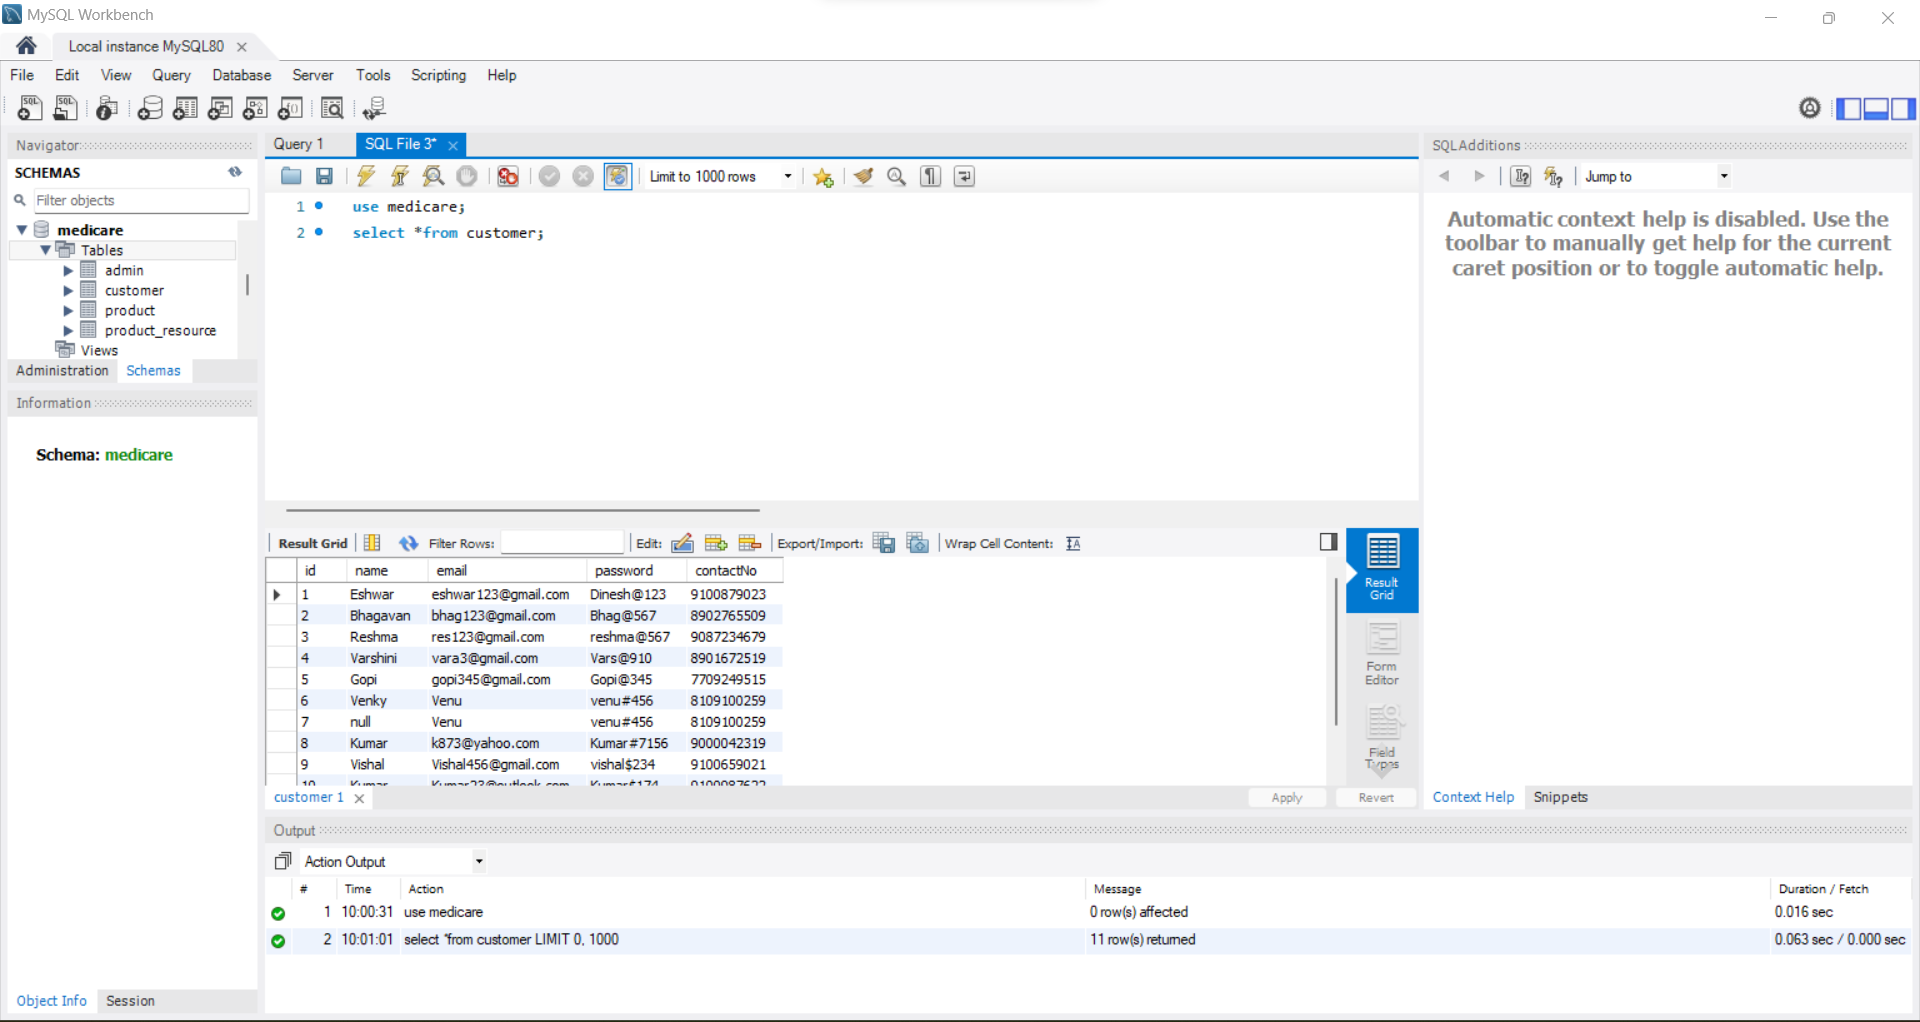 MySQL Workbench
Local instance MySQL80
File Edit View Query Database Server Tools Scripting Help
Navigator
SCHEMAS
Filter objects
medicare
Tables
admin
customer
product
product_resource
Views
Administration Schemas
Information
Schema: medicare
Object Info Session
Query 1 SQL File 3*
Limit to 1000 rows
1 use medicare;
2 select *from customer;
Result Grid Filter Rows: Edit: Export/Import: Wrap Cell Content:
id name email password contactNo
1 Eshwar eshwar123@gmail.com Dinesh@123 9100879023
2 Bhagavan bhag123@gmail.com Bhag@567 8902765509
3 Reshma res123@gmail.com reshma@567 9087234679
4 Varshini vara3@gmail.com Vars@910 8901672519
5 Gopi gopi345@gmail.com Gopi@345 7709249515
6 Venky Venu venu#456 8109100259
7 null Venu venu#456 8109100259
8 Kumar k873@yahoo.com Kumar#7156 9000042319
9 Vishal Vishal456@gmail.com vishal$234 9100659021
10 Kumar
Result
Grid
Form
Editor
Field
Types
customer 1
Apply Revert
SQLAdditions
Jump to
Automatic context help is disabled. Use the
toolbar to manually get help for the current
caret position or to toggle automatic help.
Context Help Snippets
Output
Action Output
# Time Action Message Duration / Fetch
1 10:00:31 use medicare 0 row(s) affected 0.016 sec
2 10:01:01 select *from customer LIMIT 0, 1000 11 row(s) returned 0.063 sec / 0.000 sec